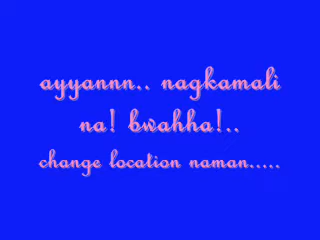 ayyannn.. nagkamali
na! bwahha!..
change location naman.....